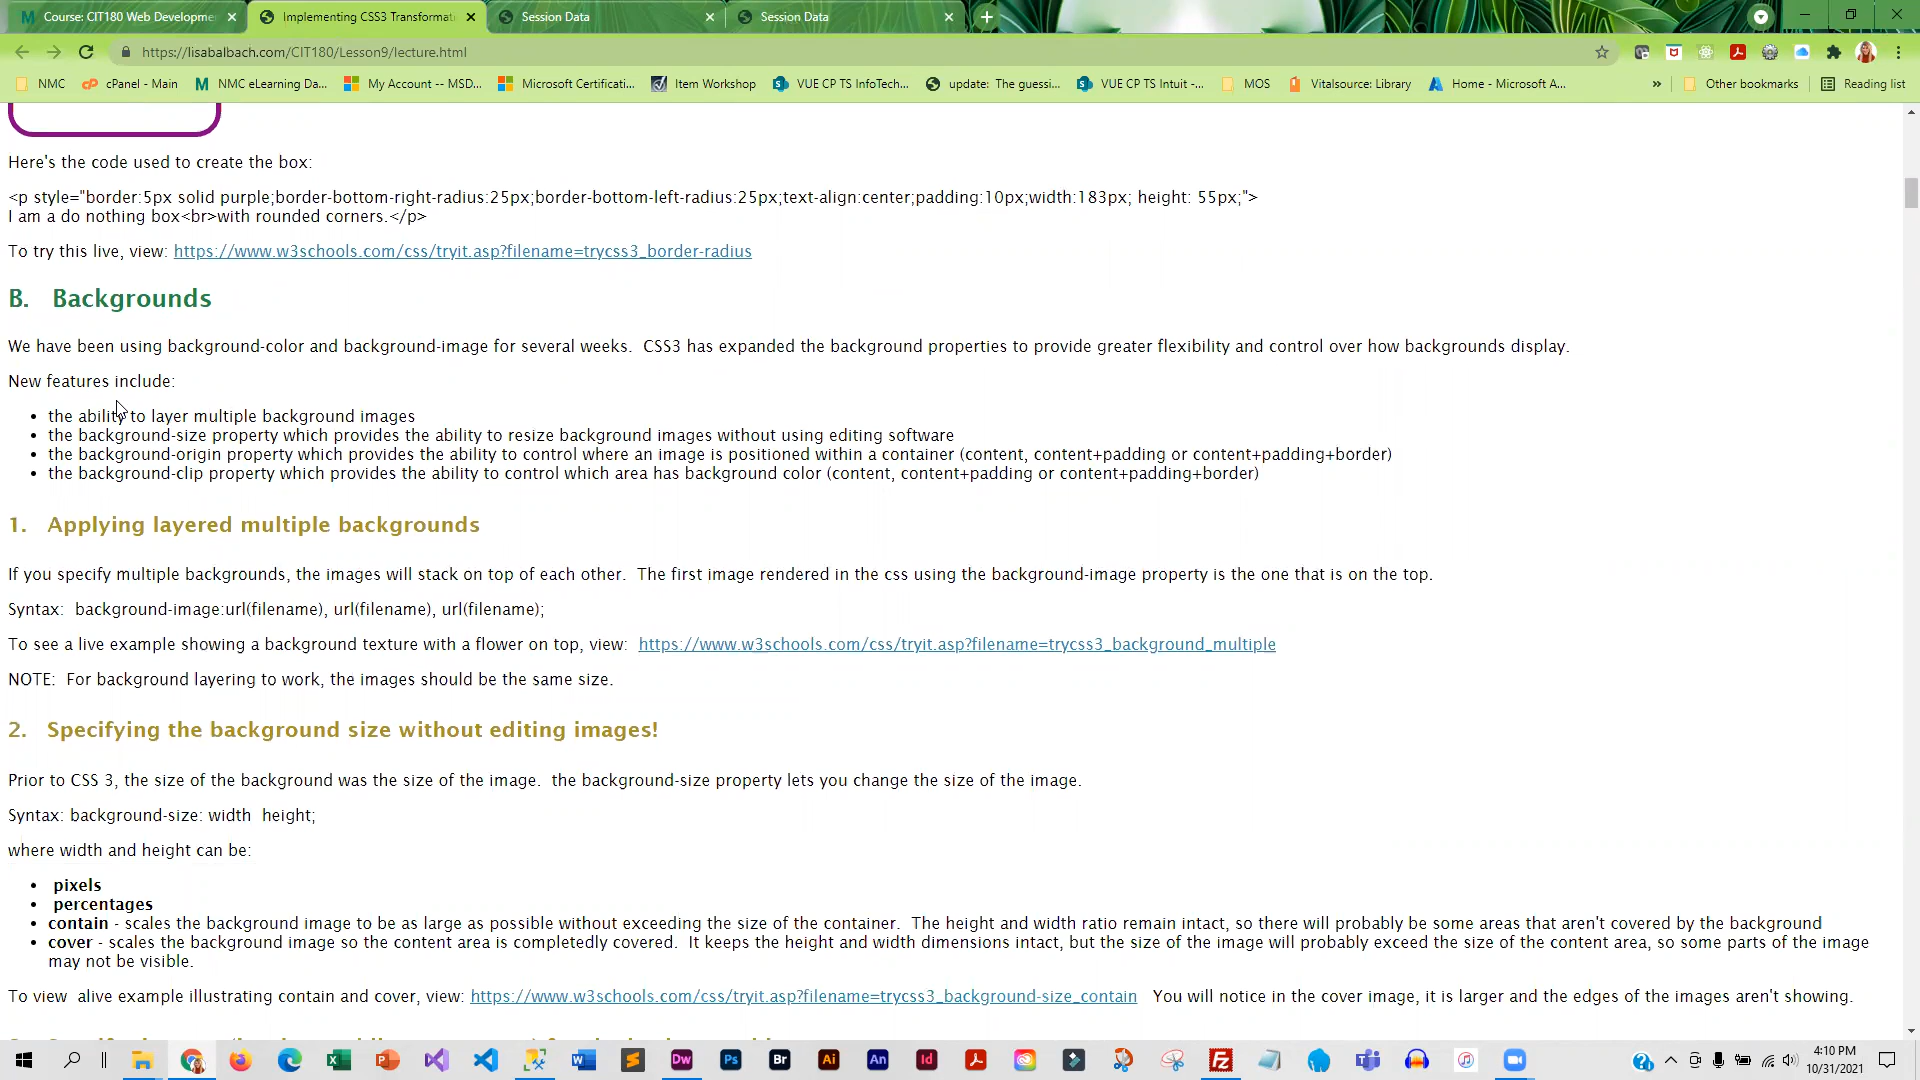 Course: CIT180 Web Developme
Implementing CSS3 Transformati
Session Data
Session Data
https://lisabalbach.com/CIT180/Lesson9/lecture.html
NMC
cPanel - Main
NMC eLearning Da...
My Account -- MSD...
Microsoft Certificati...
Item Workshop
VUE CP TS InfoTech...
update: The guessi...
VUE CP TS Intuit -...
MOS
Vitalsource: Library
Home - Microsoft A...
»
Other bookmarks
Reading list
Here's the code used to create the box:
<p style="border:5px solid purple;border-bottom-right-radius:25px;border-bottom-left-radius:25px;text-align:center;padding:10px;width:183px; height: 55px;">
I am a do nothing box<br>with rounded corners.</p>
To try this live, view: https://www.w3schools.com/css/tryit.asp?filename=trycss3_border-radius
B. Backgrounds
We have been using background-color and background-image for several weeks. CSS3 has expanded the background properties to provide greater flexibility and control over how backgrounds display.
New features include:
• the ability to layer multiple background images
• the background-size property which provides the ability to resize background images without using editing software
• the background-origin property which provides the ability to control where an image is positioned within a container (content, content+padding or content+padding+border)
• the background-clip property which provides the ability to control which area has background color (content, content+padding or content+padding+border)
1. Applying layered multiple backgrounds
If you specify multiple backgrounds, the images will stack on top of each other. The first image rendered in the css using the background-image property is the one that is on the top.
Syntax: background-image:url(filename), url(filename), url(filename);
To see a live example showing a background texture with a flower on top, view: https://www.w3schools.com/css/tryit.asp?filename=trycss3_background_multiple
NOTE: For background layering to work, the images should be the same size.
2. Specifying the background size without editing images!
Prior to CSS 3, the size of the background was the size of the image. the background-size property lets you change the size of the image.
Syntax: background-size: width height;
where width and height can be:
• pixels
• percentages
• contain - scales the background image to be as large as possible without exceeding the size of the container. The height and width ratio remain intact, so there will probably be some areas that aren't covered by the background
• cover - scales the background image so the content area is completedly covered. It keeps the height and width dimensions intact, but the size of the image will probably exceed the size of the content area, so some parts of the image
may not be visible.
To view alive example illustrating contain and cover, view: https://www.w3schools.com/css/tryit.asp?filename=trycss3_background-size_contain You will notice in the cover image, it is larger and the edges of the images aren't showing.
4:10 PM
10/31/2021